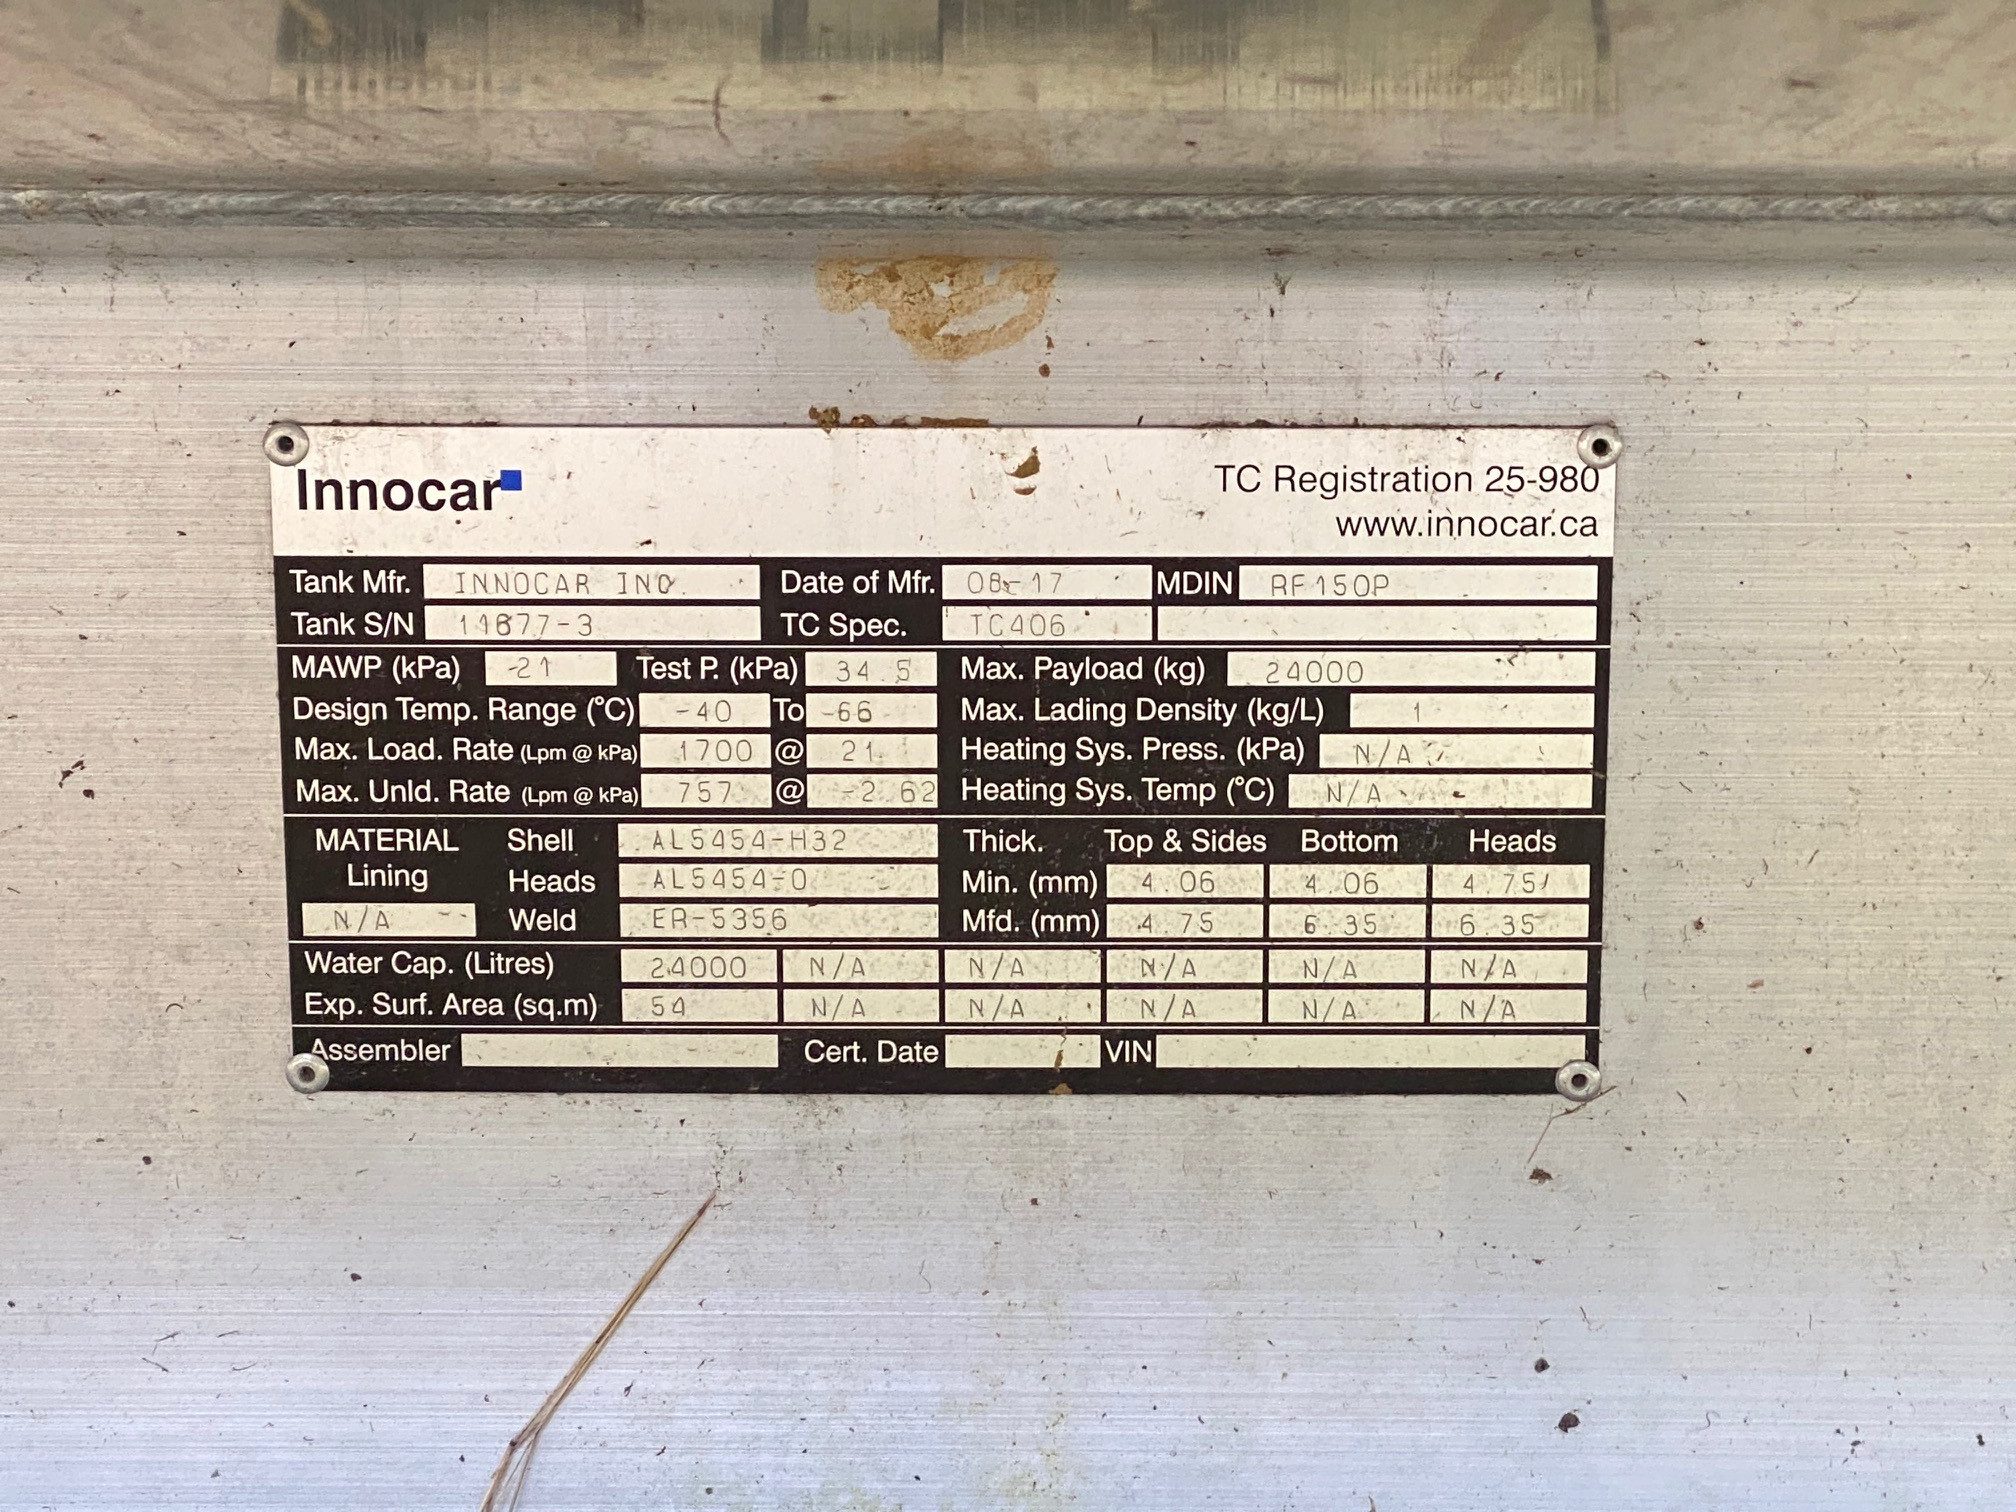 Innocar
TC Registration 25-980
www.innocar.ca
Tank Mfr. INNOCAR INC. Date of Mfr. 08-17 MDIN RF150P
Tank S/N 11677-3 TC Spec. TC406
MAWP (kPa) 21 Test P. (kPa) 34.5 Max. Payload (kg) 24000
Design Temp. Range (°C) -40 To 66 Max. Lading Density (kg/L) 1
Max. Load. Rate (Lpm @ kPa) 1700 @ 21 Heating Sys. Press. (kPa) N/A
Max. Unld. Rate (Lpm @ kPa) 757 @ -2.62 Heating Sys. Temp (°C) N/A
MATERIAL Shell AL5454-H32 Thick. Top & Sides Bottom Heads
Lining Heads AL5454-0 Min. (mm) 4.06 4.06 4.75
N/A Weld ER-5356 Mfd. (mm) 4.75 6.35 6.35
Water Cap. (Litres) 24000 N/A N/A N/A N/A N/A
Exp. Surf. Area (sq.m) 54 N/A N/A N/A N/A N/A
Assembler Cert. Date VIN